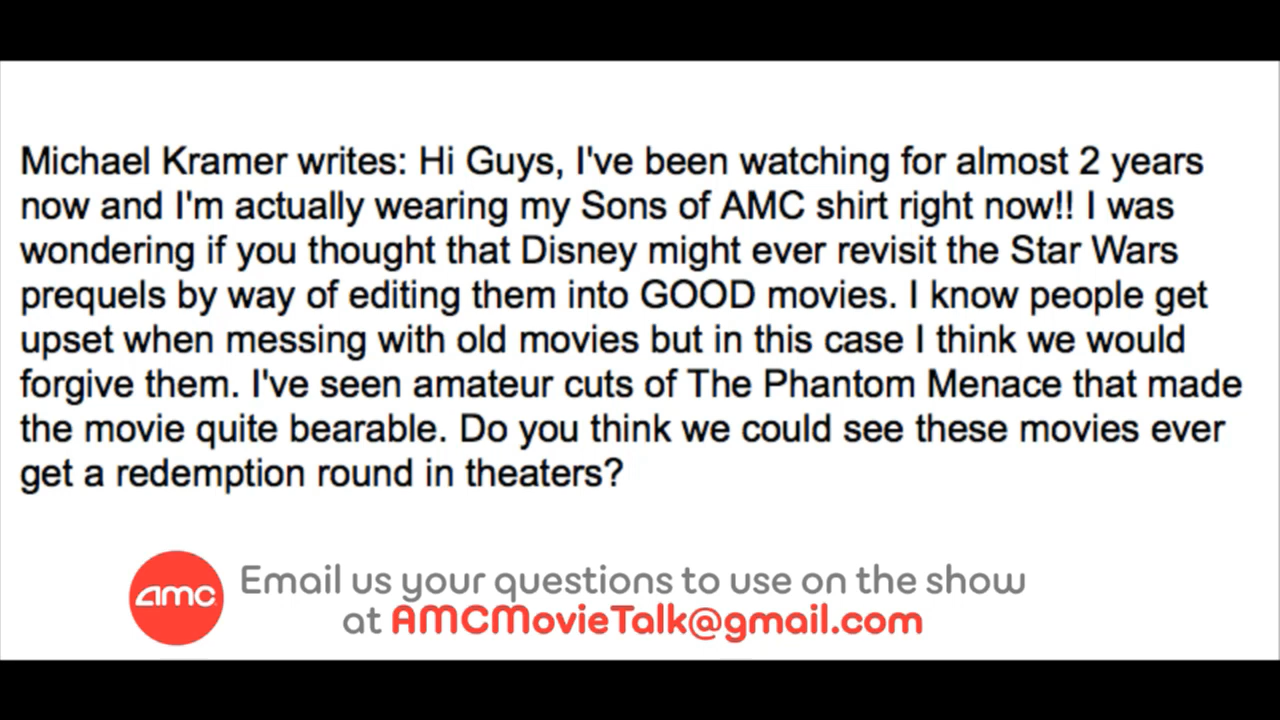 Michael Kramer writes: Hi Guys, I've been watching for almost 2 years
now and I'm actually wearing my Sons of AMC shirt right now!! I was
wondering if you thought that Disney might ever revisit the Star Wars
prequels by way of editing them into GOOD movies. I know people get
upset when messing with old movies but in this case I think we would
forgive them. I've seen amateur cuts of The Phantom Menace that made
the movie quite bearable. Do you think we could see these movies ever
get a redemption round in theaters?
amc
Email us your questions to use on the show
at AMCMovieTalk@gmail.com